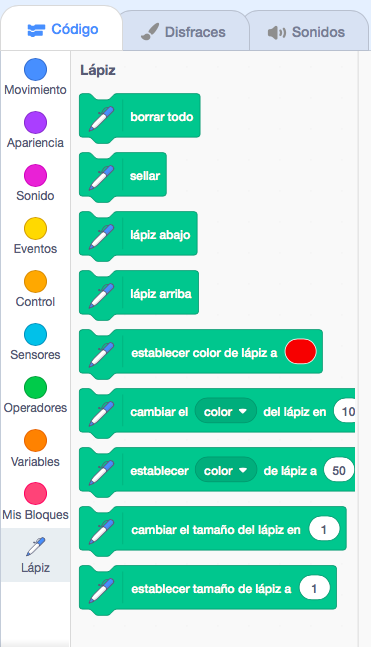 Código Disfraces Sonidos
Movimiento
Apariencia
Sonido
Eventos
Control
Sensores
Operadores
Variables
Mis Bloques
Lápiz
Lápiz
borrar todo
sellar
lápiz abajo
lápiz arriba
establecer color de lápiz a
cambiar el color del lápiz en 10
establecer color de lápiz a 50
cambiar el tamaño del lápiz en 1
establecer tamaño de lápiz a 1